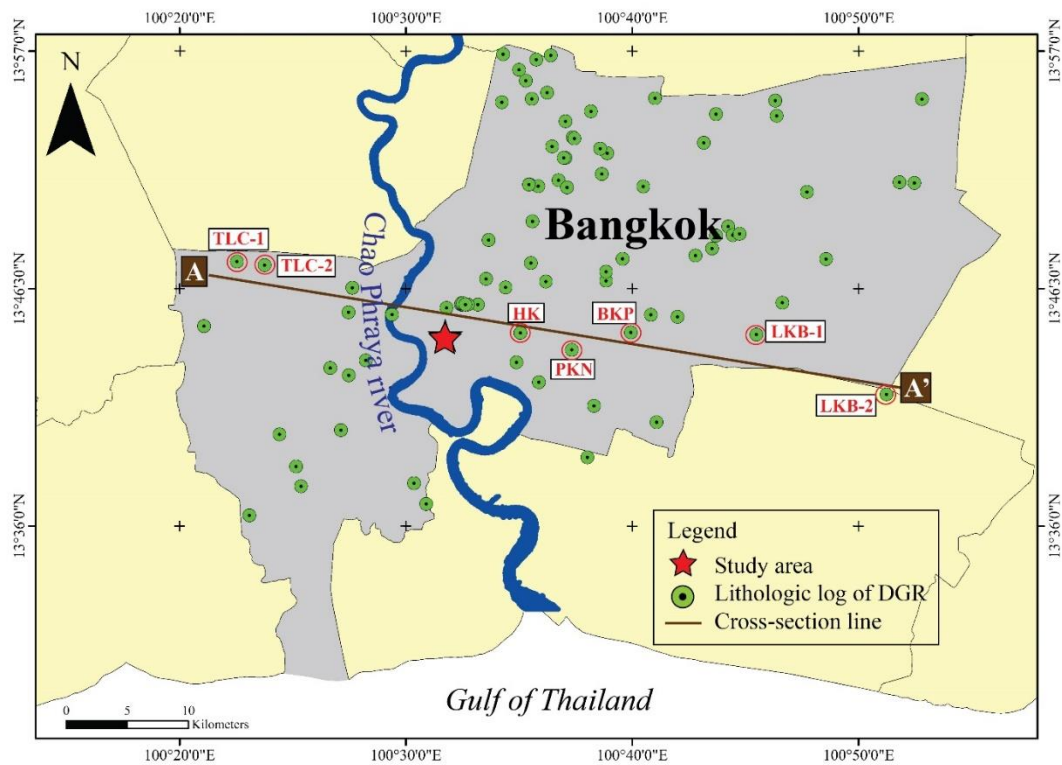 100°20'0"E
100°30'0"E
100°40'0"E
100°50'0"E
13°57'0"N
13°57'0"N
N
Bangkok
Chao Phraya river
TLC-1
TLC-2
A
13°46'30"N
13°46'30"N
HK
BKP
LKB-1
PKN
A'
LKB-2
13°36'0"N
13°36'0"N
Legend
Study area
Lithologic log of DGR
Cross-section line
Gulf of Thailand
0 5 10
Kilometers
100°20'0"E
100°30'0"E
100°40'0"E
100°50'0"E